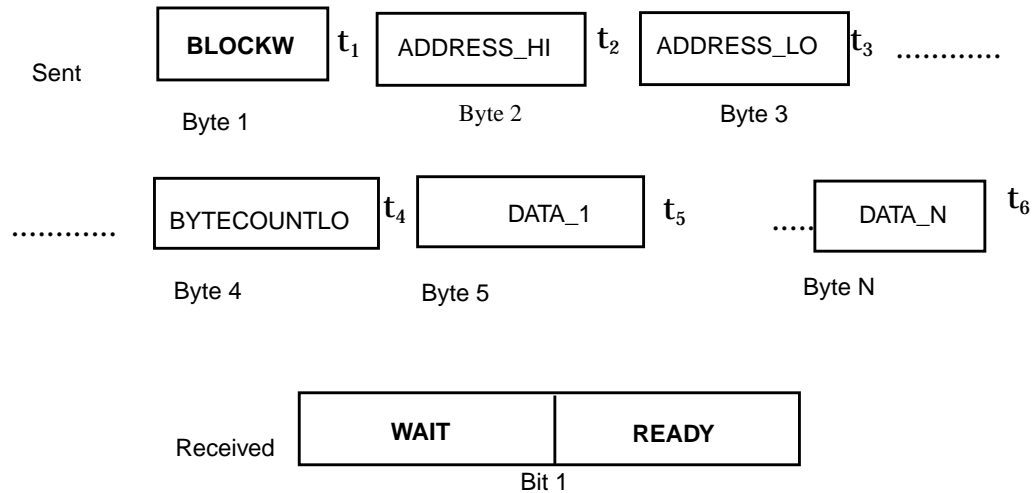 BLOCKW t1 ADDRESS_HI t2 ADDRESS_LO t3 ............
Sent
Byte 1 Byte 2 Byte 3
............ BYTECOUNTLO t4 DATA_1 t5 ..... DATA_N t6
Byte 4 Byte 5 Byte N
Received WAIT READY
Bit 1